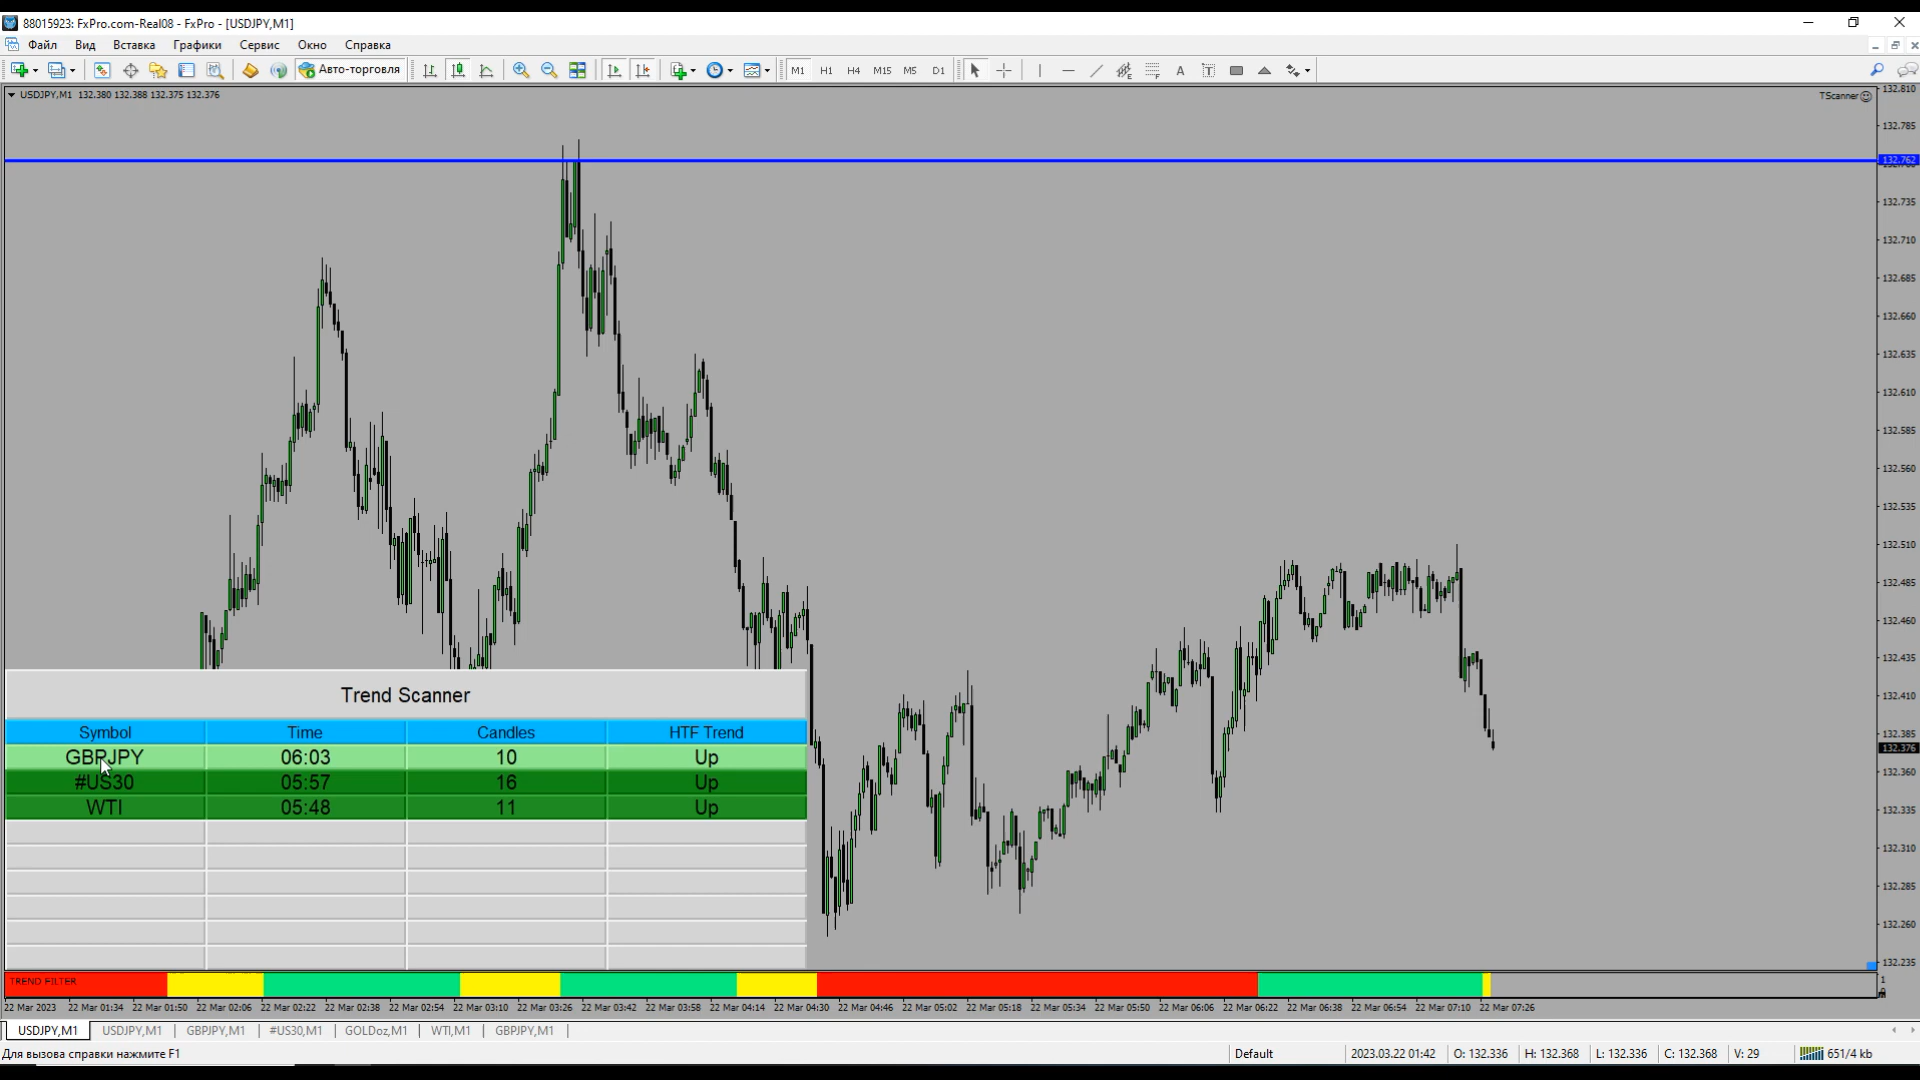 88015923: FxPro.com-Real08 - FxPro - [USDJPY,M1]
Файл Вид Вставка Графики Сервис Окно Справка
Авто-торговля M1 H1 H4 M15 M5 D1 A T
USDJPY,M1 132.380 132.388 132.375 132.376
TScanner
132.810
132.785
132.762
132.735
132.710
132.685
132.660
132.635
132.610
132.585
132.560
132.535
132.510
132.485
132.460
132.435
132.410
132.385
132.376
132.360
132.335
132.310
132.285
132.260
132.235
Trend Scanner
Symbol Time Candles HTF Trend
GBPJPY 06:03 10 Up
#US30 05:57 16 Up
WTI 05:48 11 Up
TREND FILTER
1
22 Mar 2023 22 Mar 01:34 22 Mar 01:50 22 Mar 02:06 22 Mar 02:22 22 Mar 02:38 22 Mar 02:54 22 Mar 03:10 22 Mar 03:26 22 Mar 03:42 22 Mar 03:58 22 Mar 04:14 22 Mar 04:30 22 Mar 04:46 22 Mar 05:02 22 Mar 05:18 22 Mar 05:34 22 Mar 05:50 22 Mar 06:06 22 Mar 06:22 22 Mar 06:38 22 Mar 06:54 22 Mar 07:10 22 Mar 07:26
USDJPY,M1 USDJPY,M1 GBPJPY,M1 #US30,M1 GOLDoz,M1 WTI,M1 GBPJPY,M1
Для вызова справки нажмите F1 Default 2023.03.22 01:42 O: 132.336 H: 132.368 L: 132.336 C: 132.368 V: 29 651/4 kb